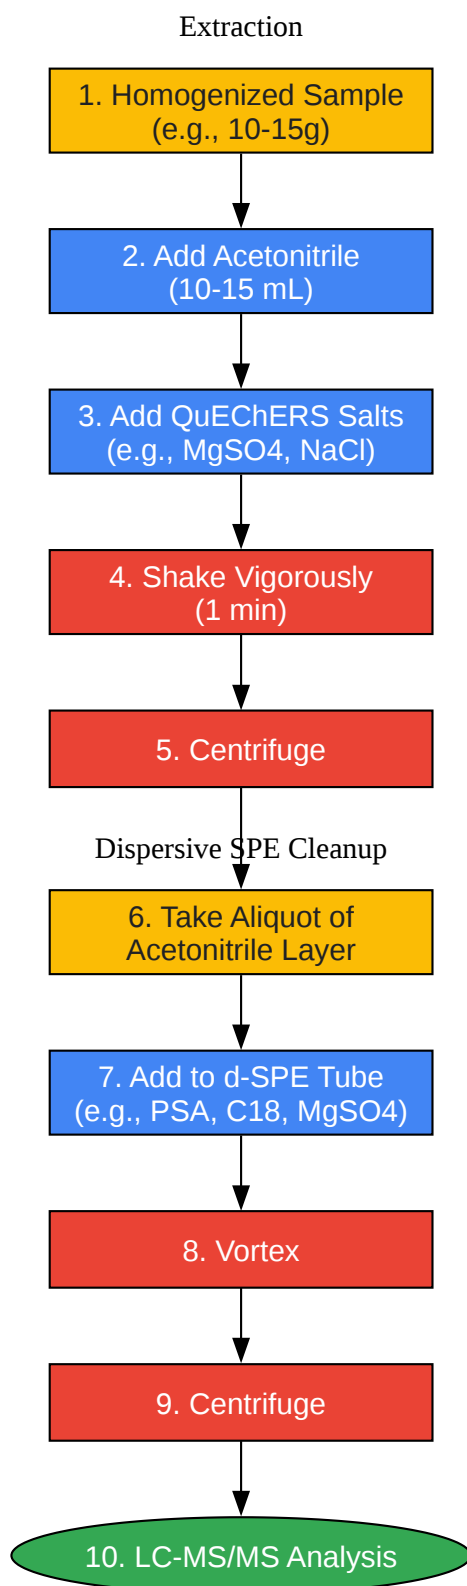 Extraction
1. Homogenized Sample
(e.g., 10-15g)
2. Add Acetonitrile
(10-15 mL)
3. Add QuEChERS Salts
(e.g., MgSO4, NaCl)
4. Shake Vigorously
(1 min)
5. Centrifuge
Dispersive SPE Cleanup
6. Take Aliquot of
Acetonitrile Layer
7. Add to d-SPE Tube
(e.g., PSA, C18, MgSO4)
8. Vortex
9. Centrifuge
10. LC-MS/MS Analysis